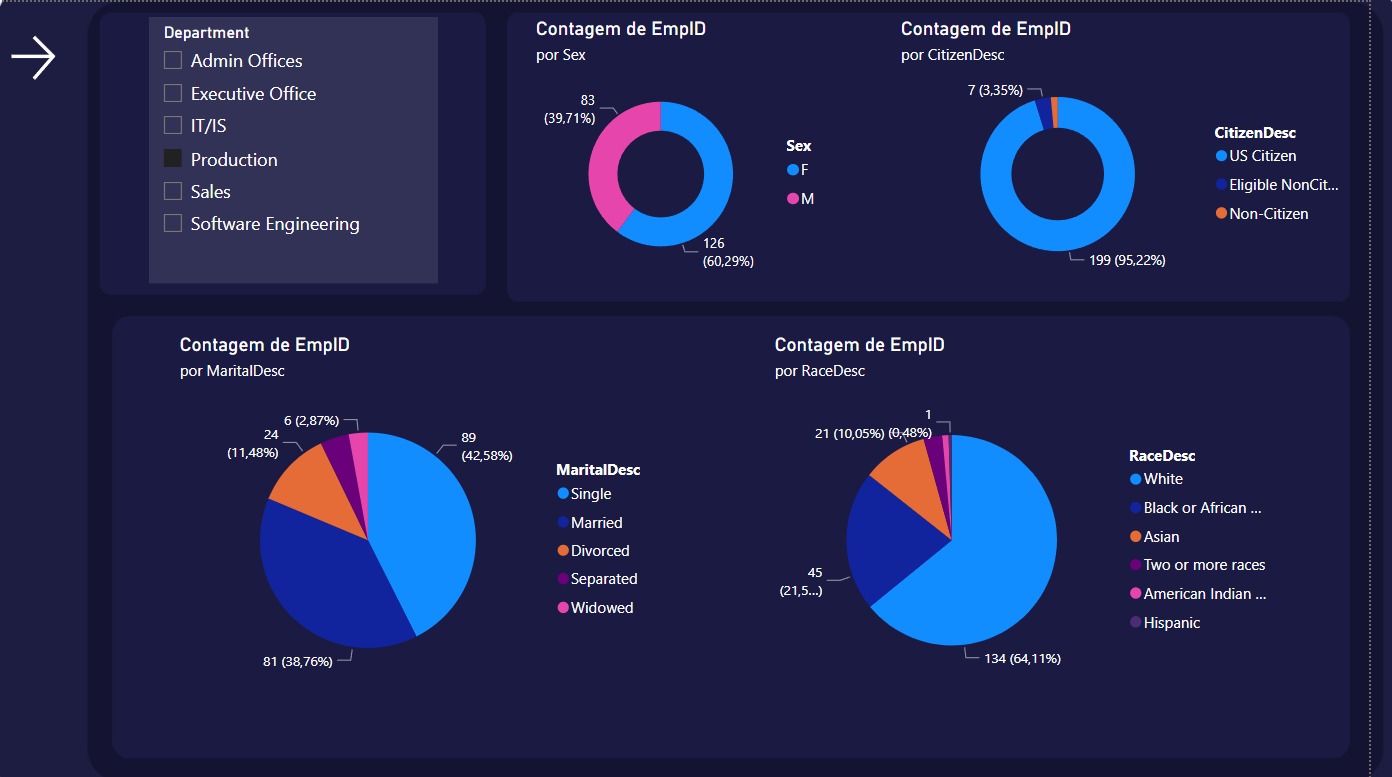 Department
Admin Offices
Executive Office
IT/IS
Production
Sales
Software Engineering
Contagem de EmpID
por Sex
83
(39,71%)
126
(60,29%)
Sex
F
M
Contagem de EmpID
por CitizenDesc
7 (3,35%)
199 (95,22%)
CitizenDesc
US Citizen
Eligible NonCit...
Non-Citizen
Contagem de EmpID
por MaritalDesc
6 (2,87%)
24
(11,48%)
89
(42,58%)
81 (38,76%)
MaritalDesc
Single
Married
Divorced
Separated
Widowed
Contagem de EmpID
por RaceDesc
1
(0,48%)
21 (10,05%)
45
(21,5...)
134 (64,11%)
RaceDesc
White
Black or African ...
Asian
Two or more races
American Indian ...
Hispanic